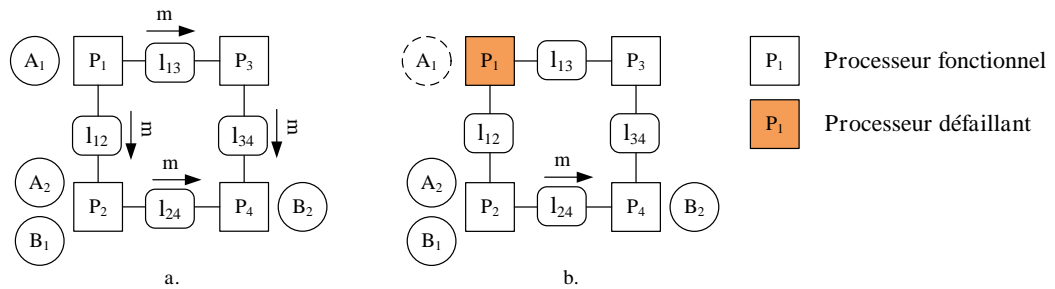 m
m
A₁
P₁
l₁₃
P₃
P₁
Processeur fonctionnel
A₁
P₁
l₁₃
P₃
P₁
Processeur défaillant
l₁₂
m
l₃₄
m
l₁₂
l₃₄
A₂
m
A₂
m
P₂
l₂₄
P₄
B₂
P₂
l₂₄
P₄
B₂
B₁
B₁
a.
b.